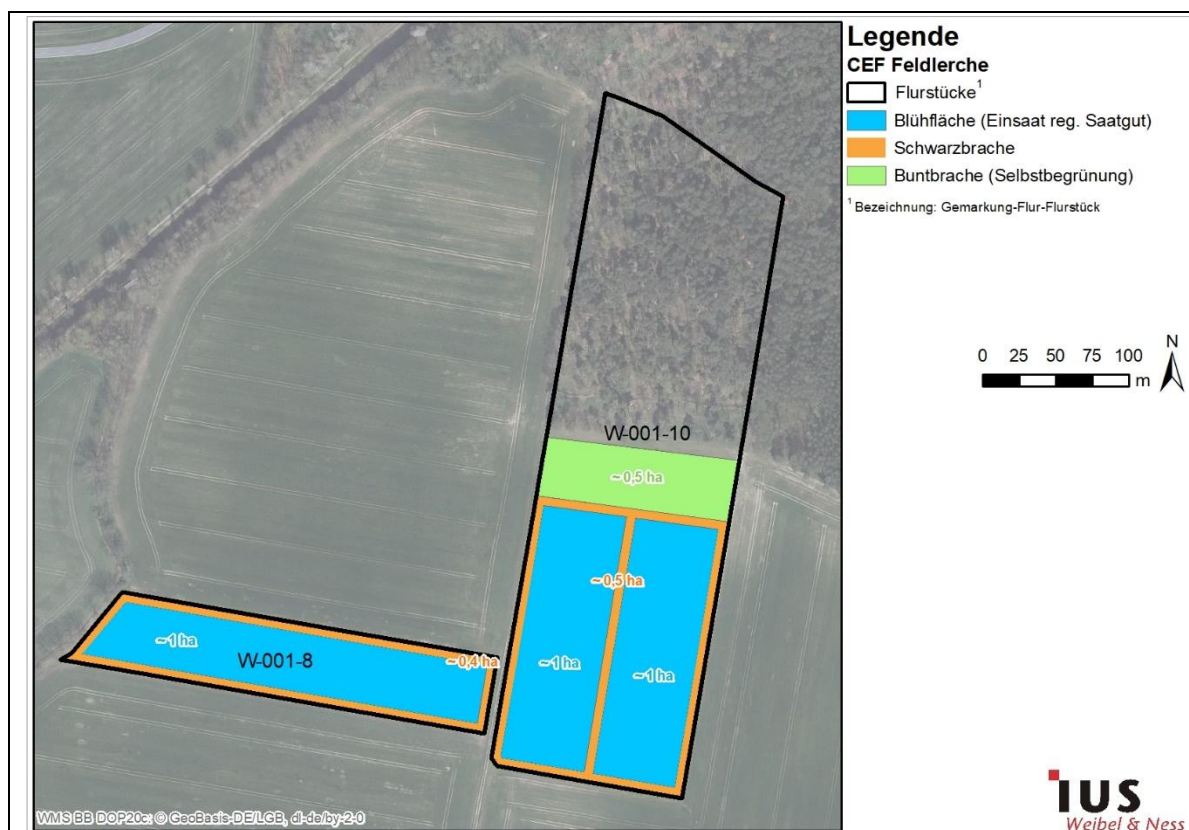 Legende
CEF Feldlerche
Flurstücke¹
Blühfläche (Einsaat reg. Saatgut)
Schwarzbrache
Buntbrache (Selbstbegrünung)
¹ Bezeichnung: Gemarkung-Flur-Flurstück
N
0 25 50 75 100
m
W-001-10
~0,5 ha
~0,5 ha
~1 ha
W-001-8
~0,4 ha
~1 ha
~1 ha
WMS BB DOP20c: © GeoBasis-DE/LGB, dl-de/by-2-0
IUS
Weibel & Ness